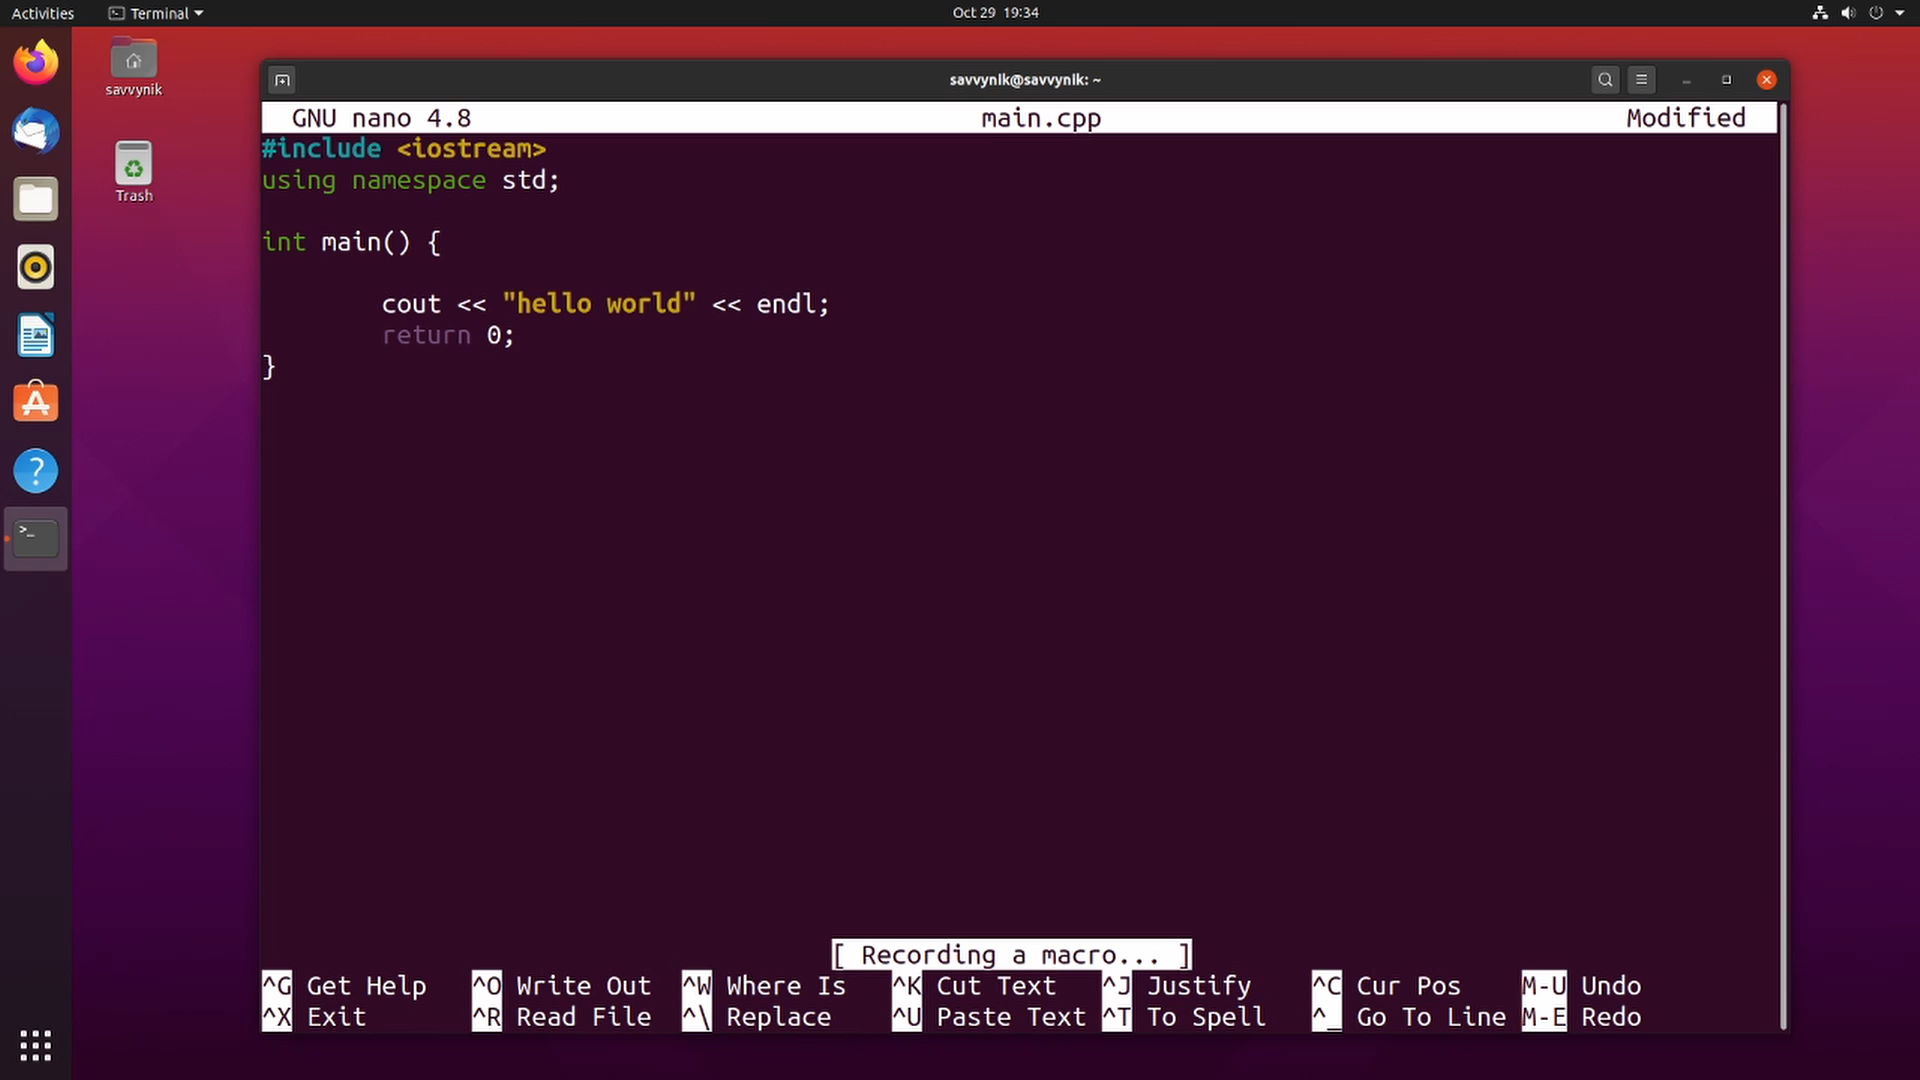 Activities Terminal Oct 29 19:34
savvynik
Trash
savvynik@savvynik: ~
GNU nano 4.8 main.cpp Modified
#include <iostream>
using namespace std;
int main() {
cout << "hello world" << endl;
return 0;
}
[ Recording a macro... ]
^G Get Help ^O Write Out ^W Where Is ^K Cut Text ^J Justify ^C Cur Pos M-U Undo
^X Exit ^R Read File ^\ Replace ^U Paste Text ^T To Spell ^_ Go To Line M-E Redo